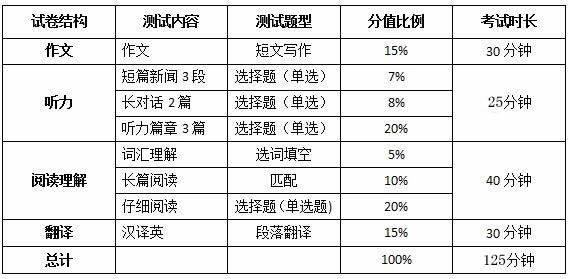 试卷结构 测试内容 测试题型 分值比例 考试时长
作文 作文 短文写作 15% 30 分钟
听力 短篇新闻 3 段 选择题（单选） 7% 25分钟
长对话 2 篇 选择题（单选） 8%
听力篇章 3 篇 选择题（单选） 20%
阅读理解 词汇理解 选词填空 5% 40 分钟
长篇阅读 匹配 10%
仔细阅读 选择题（单选题) 20%
翻译 汉译英 段落翻译 15% 30 分钟
总计 100% 125分钟